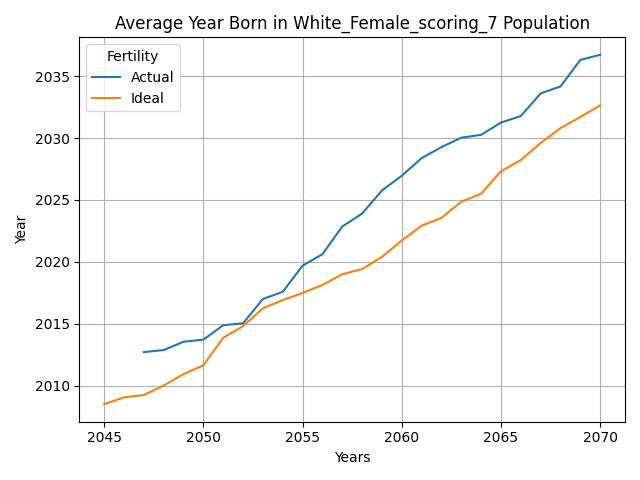 Average Year Born in White_Female_scoring_7 Population
Fertility
Actual
Ideal
Year
2035
2030
2025
2020
2015
2010
2045 2050 2055 2060 2065 2070
Years